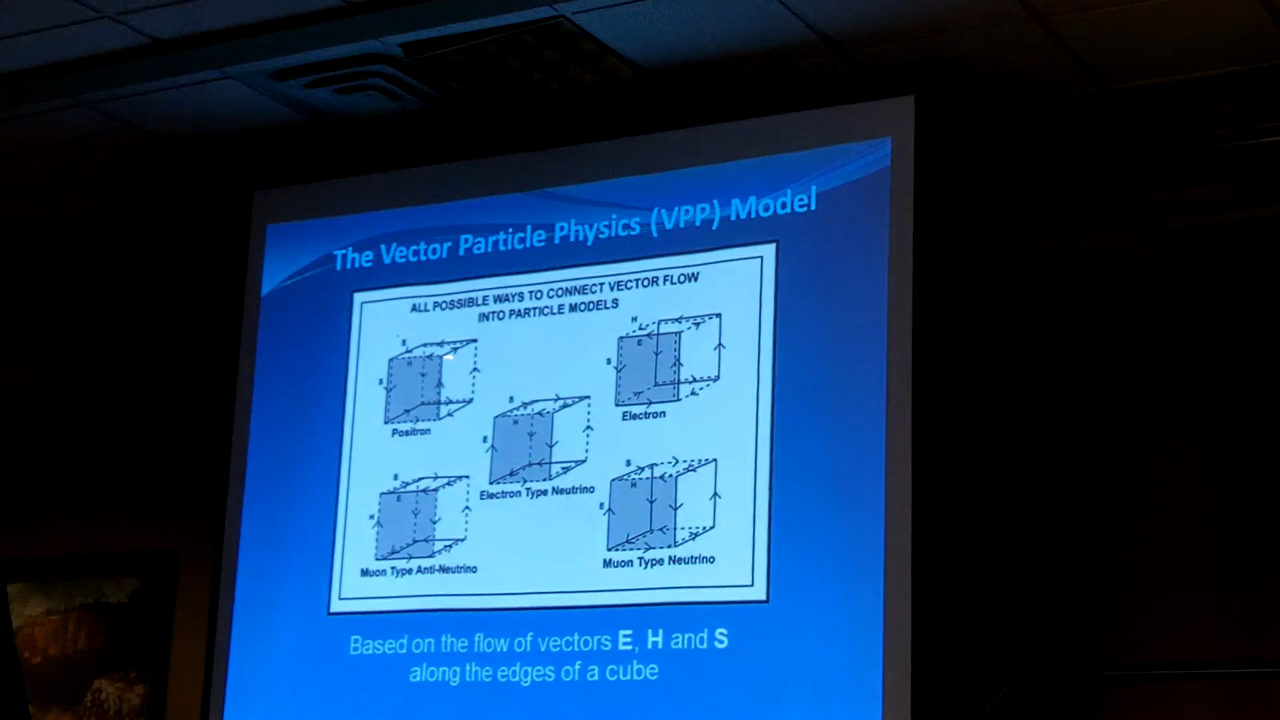 The Vector Particle Physics (VPP) Model
ALL POSSIBLE WAYS TO CONNECT VECTOR FLOW
INTO PARTICLE MODELS
E
H
S
Positron
H
E
S
Electron
S
H
E
Electron Type Neutrino
S
E
H
Muon Type Anti-Neutrino
S
H
E
Muon Type Neutrino
Based on the flow of vectors E, H and S
along the edges of a cube